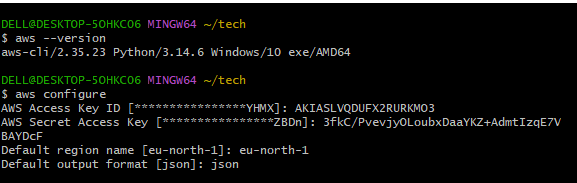 DELL@DESKTOP-5OHKCO6 MINGW64 ~/tech
$ aws --version
aws-cli/2.35.23 Python/3.14.6 Windows/10 exe/AMD64
DELL@DESKTOP-5OHKCO6 MINGW64 ~/tech
$ aws configure
AWS Access Key ID [****************YHMX]: AKIASLVQDUFX2RURKMO3
AWS Secret Access Key [****************ZBDn]: 3fkC/PvevjyOLoubxDaaYKZ+AdmtIzqE7V
BAYDcF
Default region name [eu-north-1]: eu-north-1
Default output format [json]: json